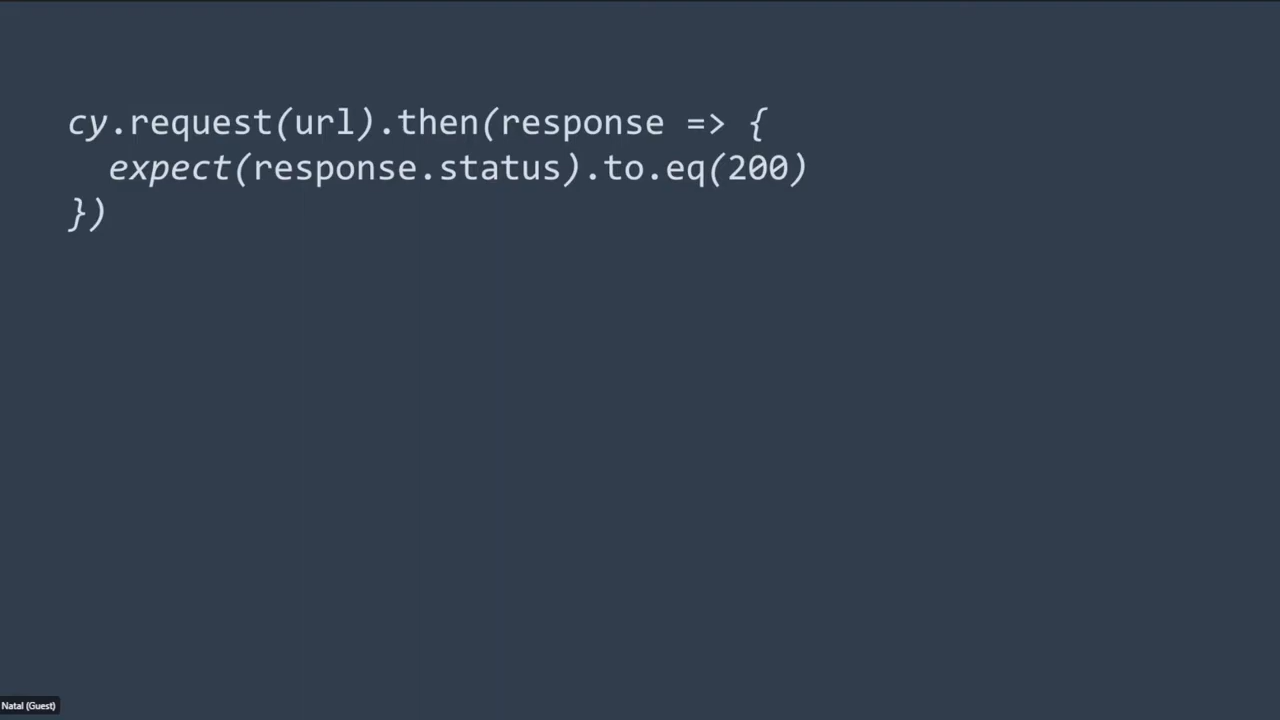 cy.request(url).then(response => {
  expect(response.status).to.eq(200)
})
Natal (Guest)